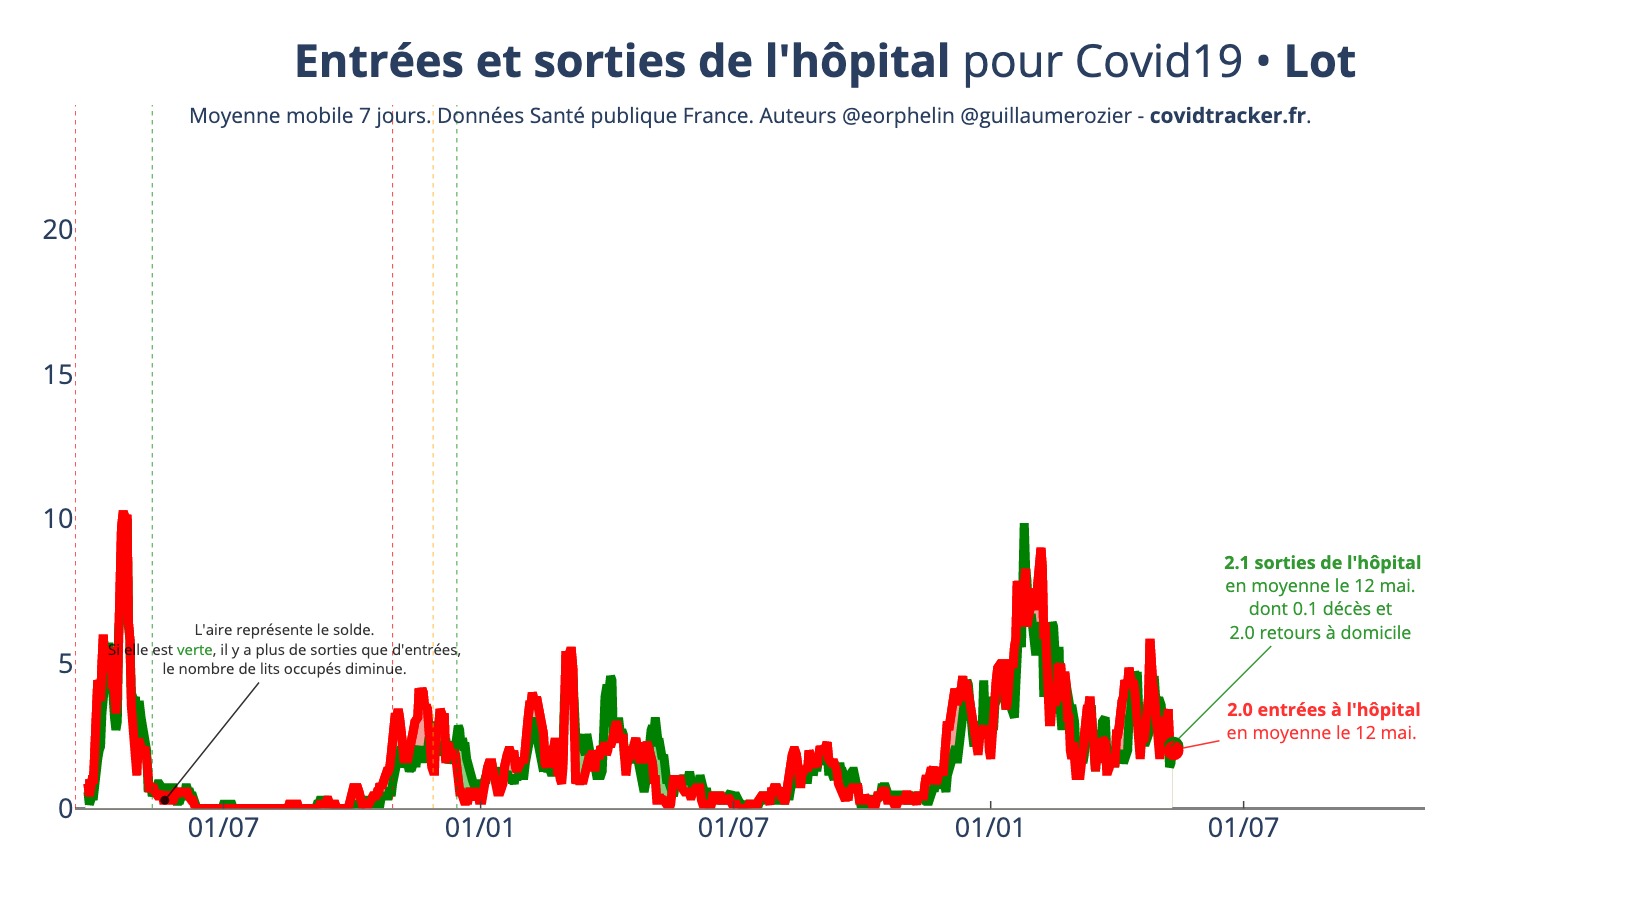 Entrées et sorties de l'hôpital pour Covid19 • Lot
Moyenne mobile 7 jours. Données Santé publique France. Auteurs @eorphelin @guillaumerozier - covidtracker.fr.
20
15
10
5
0
L'aire représente le solde.
Si elle est verte, il y a plus de sorties que d'entrées,
le nombre de lits occupés diminue.
2.1 sorties de l'hôpital
en moyenne le 12 mai.
dont 0.1 décès et
2.0 retours à domicile
2.0 entrées à l'hôpital
en moyenne le 12 mai.
01/07
01/01
01/07
01/01
01/07